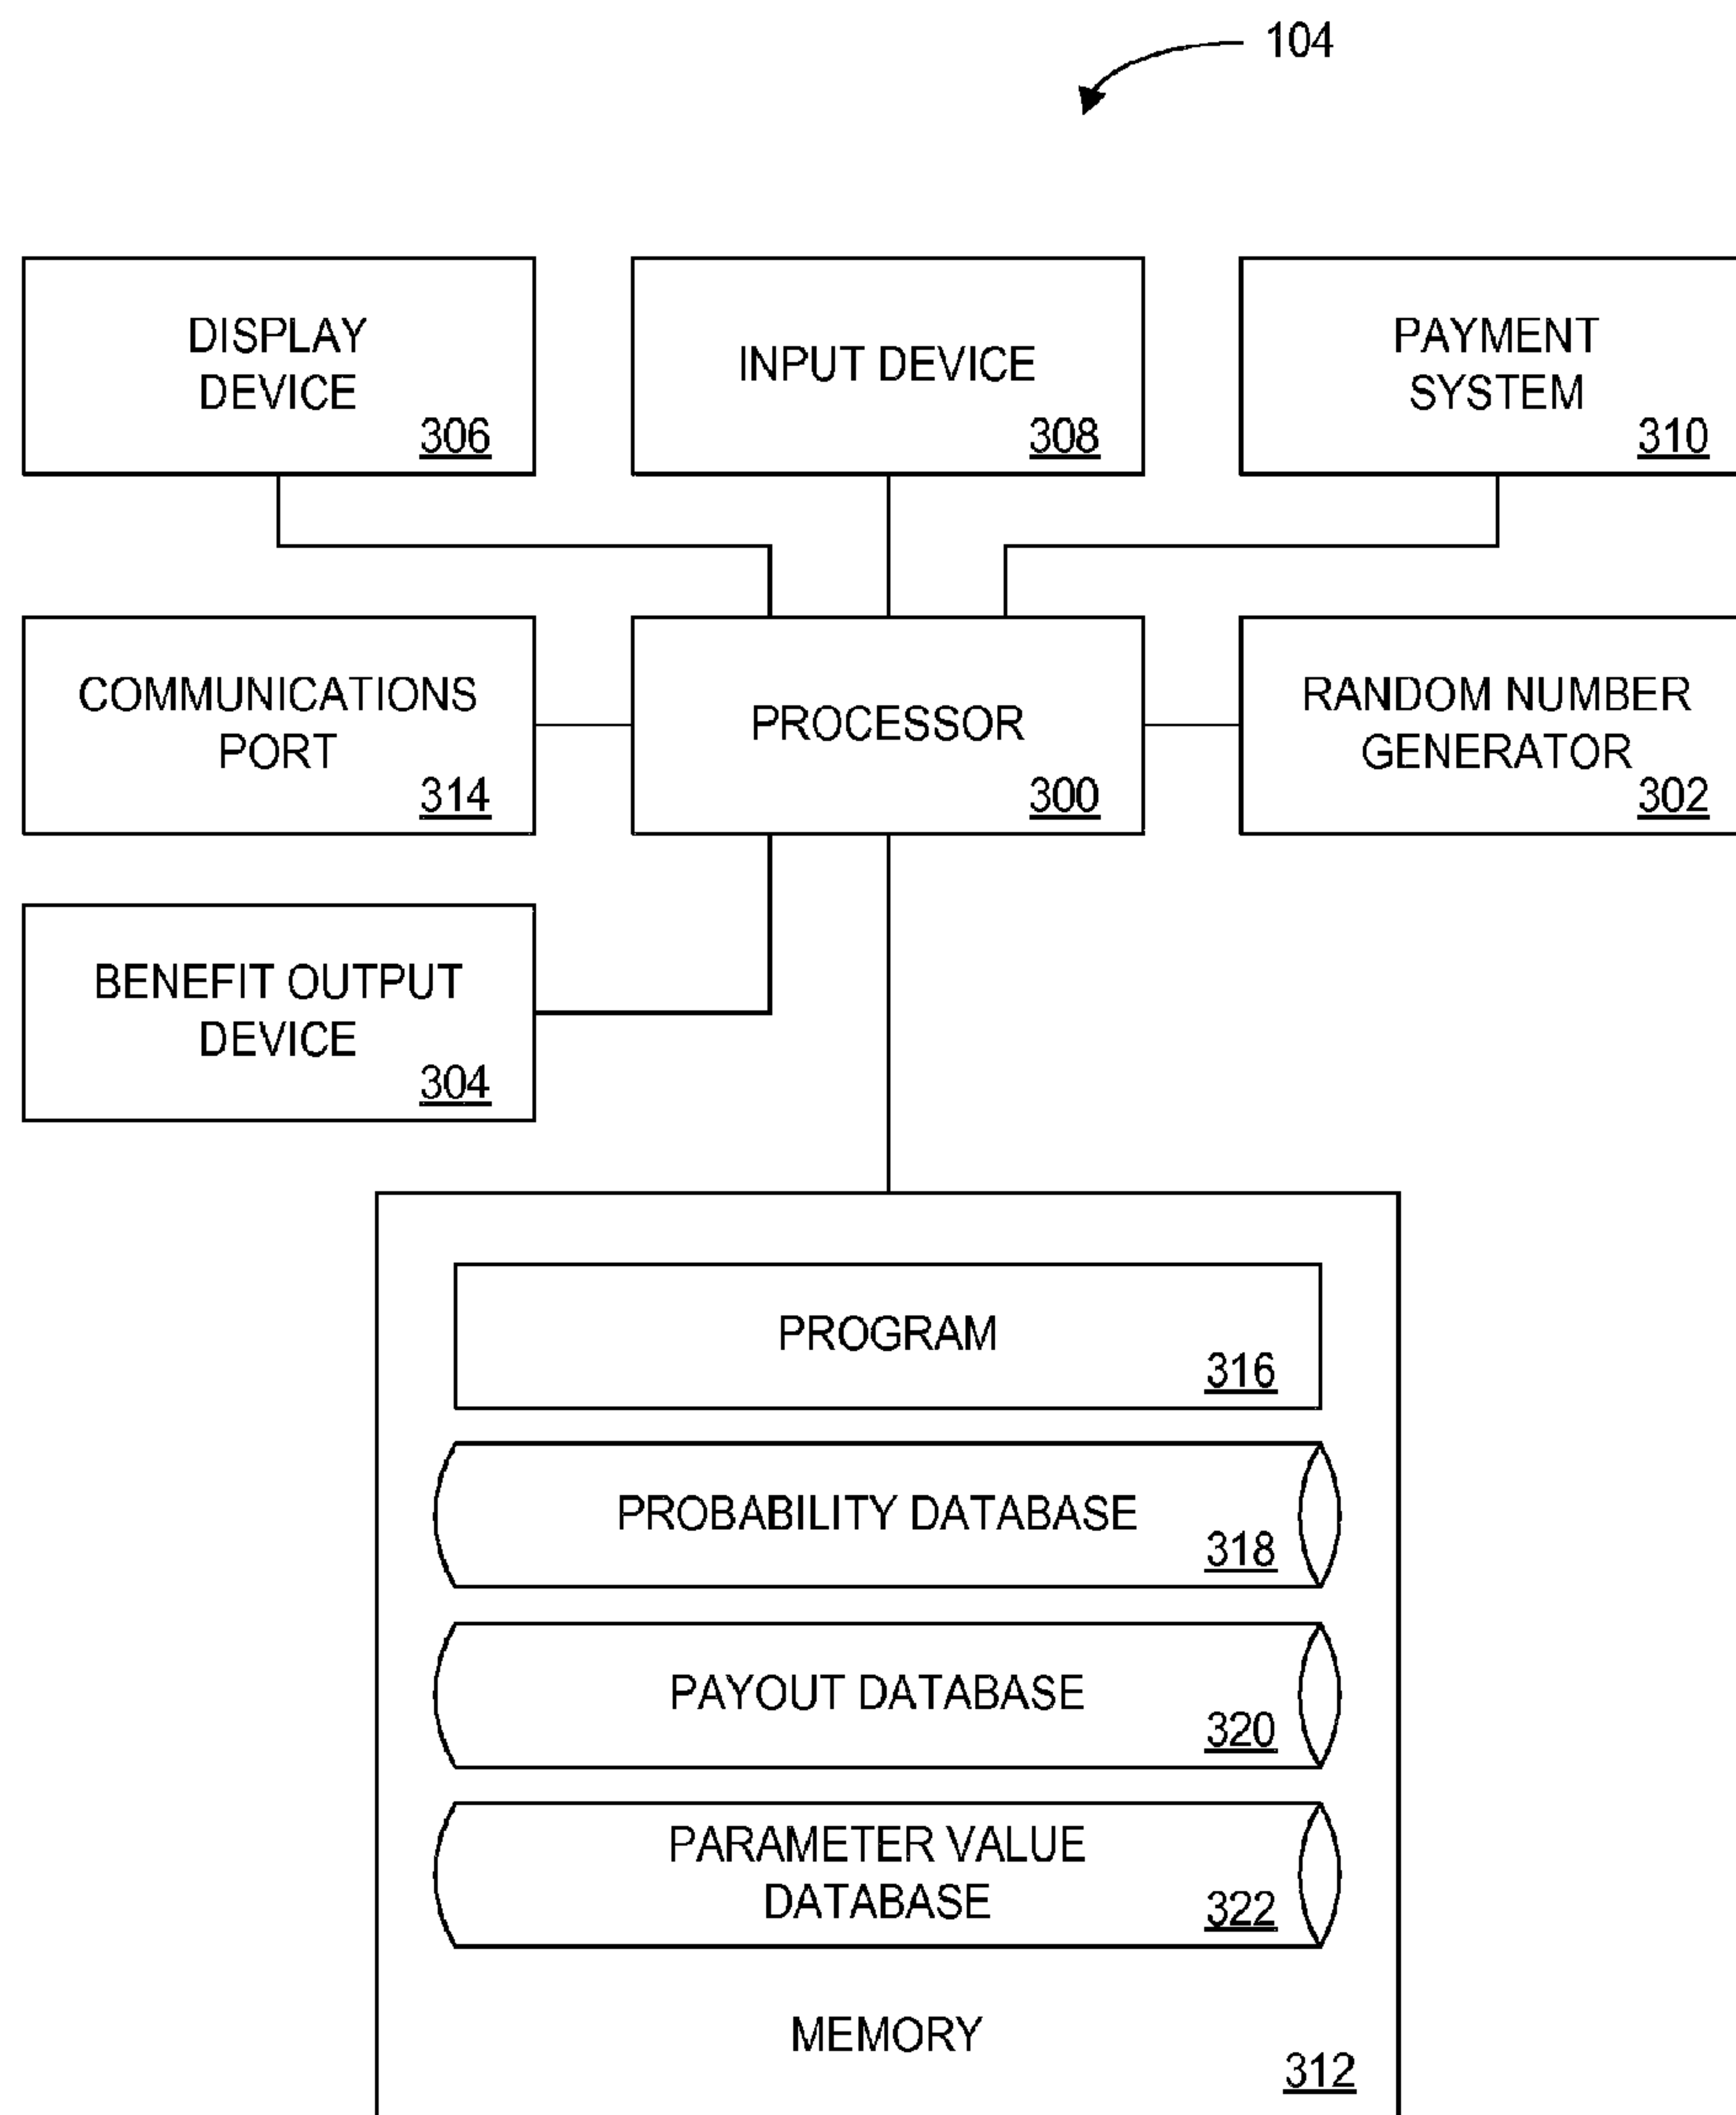 104
DISPLAY
DEVICE
306
INPUT DEVICE
308
PAYMENT
SYSTEM
310
COMMUNICATIONS
PORT
314
PROCESSOR
300
RANDOM NUMBER
GENERATOR
302
BENEFIT OUTPUT
DEVICE
304
PROGRAM
316
PROBABILITY DATABASE
318
PAYOUT DATABASE
320
PARAMETER VALUE
DATABASE
322
MEMORY
312